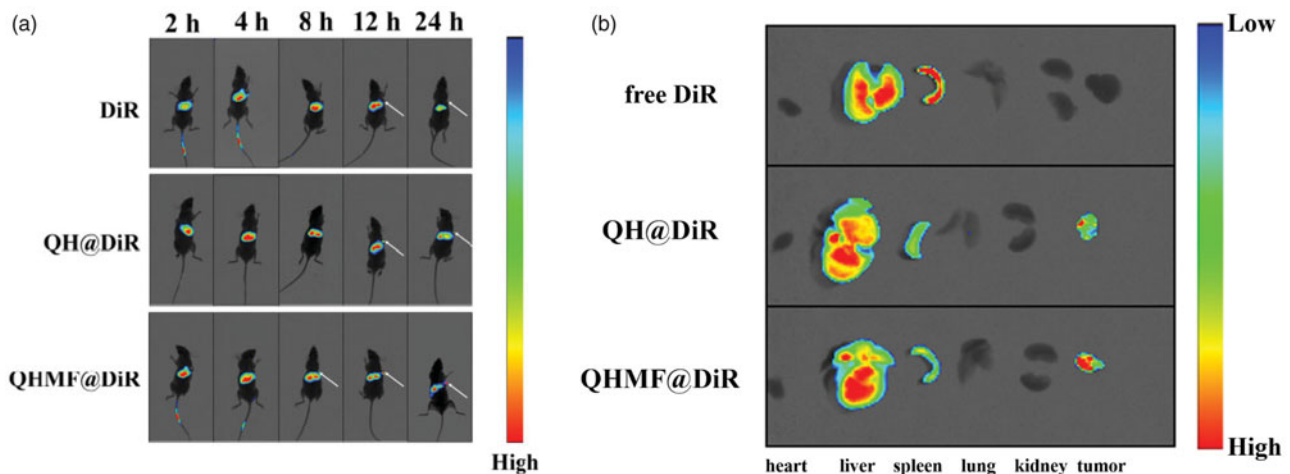 (a)
2 h 4 h 8 h 12 h 24 h
DiR
QH@DiR
QHMF@DiR
High
(b)
Low
free DiR
QH@DiR
QHMF@DiR
High
heart liver spleen lung kidney tumor